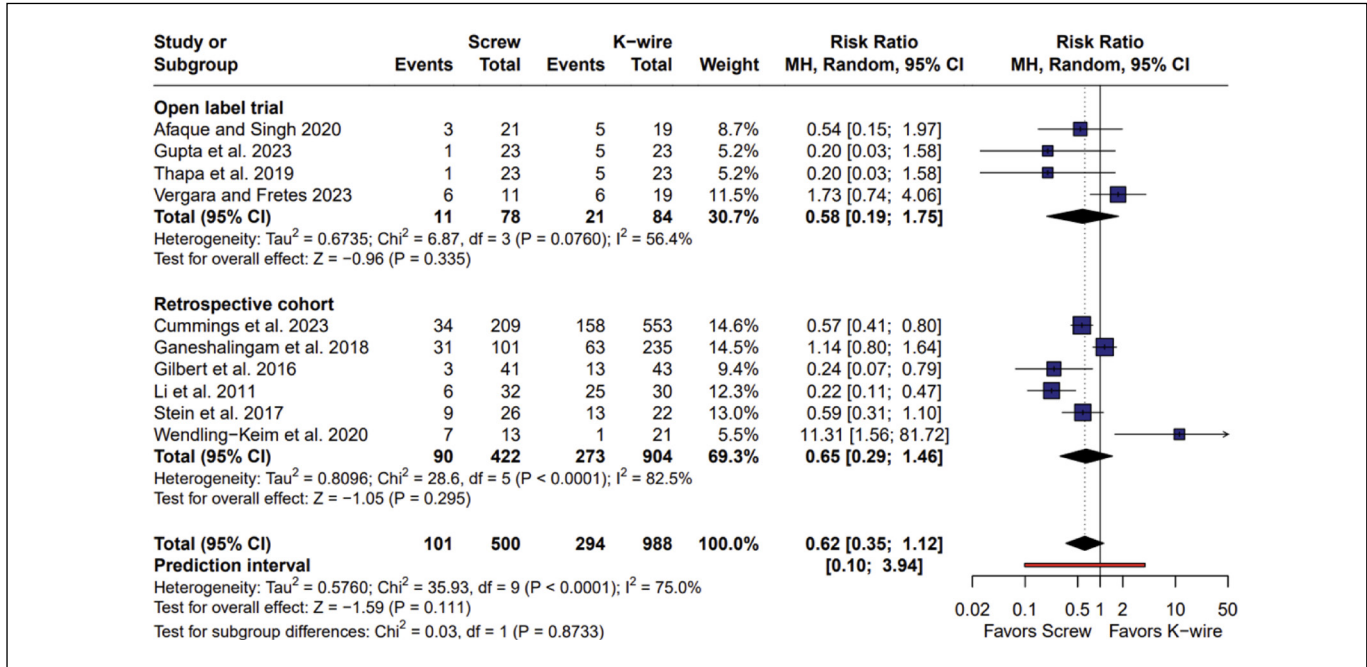 Study or Screw K−wire Risk Ratio Risk Ratio
Subgroup Events Total Events Total Weight MH, Random, 95% CI MH, Random, 95% CI
Open label trial
Afaque and Singh 2020 3 21 5 19 8.7% 0.54 [0.15; 1.97]
Gupta et al. 2023 1 23 5 23 5.2% 0.20 [0.03; 1.58]
Thapa et al. 2019 1 23 5 23 5.2% 0.20 [0.03; 1.58]
Vergara and Fretes 2023 6 11 6 19 11.5% 1.73 [0.74; 4.06]
Total (95% CI) 11 78 21 84 30.7% 0.58 [0.19; 1.75]
Heterogeneity: Tau² = 0.6735; Chi² = 6.87, df = 3 (P = 0.0760); I² = 56.4%
Test for overall effect: Z = −0.96 (P = 0.335)
Retrospective cohort
Cummings et al. 2023 34 209 158 553 14.6% 0.57 [0.41; 0.80]
Ganeshalingam et al. 2018 31 101 63 235 14.5% 1.14 [0.80; 1.64]
Gilbert et al. 2016 3 41 13 43 9.4% 0.24 [0.07; 0.79]
Li et al. 2011 6 32 25 30 12.3% 0.22 [0.11; 0.47]
Stein et al. 2017 9 26 13 22 13.0% 0.59 [0.31; 1.10]
Wendling−Keim et al. 2020 7 13 1 21 5.5% 11.31 [1.56; 81.72]
Total (95% CI) 90 422 273 904 69.3% 0.65 [0.29; 1.46]
Heterogeneity: Tau² = 0.8096; Chi² = 28.6, df = 5 (P < 0.0001); I² = 82.5%
Test for overall effect: Z = −1.05 (P = 0.295)
Total (95% CI) 101 500 294 988 100.0% 0.62 [0.35; 1.12]
Prediction interval [0.10; 3.94]
Heterogeneity: Tau² = 0.5760; Chi² = 35.93, df = 9 (P < 0.0001); I² = 75.0%
Test for overall effect: Z = −1.59 (P = 0.111)
Test for subgroup differences: Chi² = 0.03, df = 1 (P = 0.8733)
0.02 0.1 0.5 1 2 10 50
Favors Screw Favors K−wire